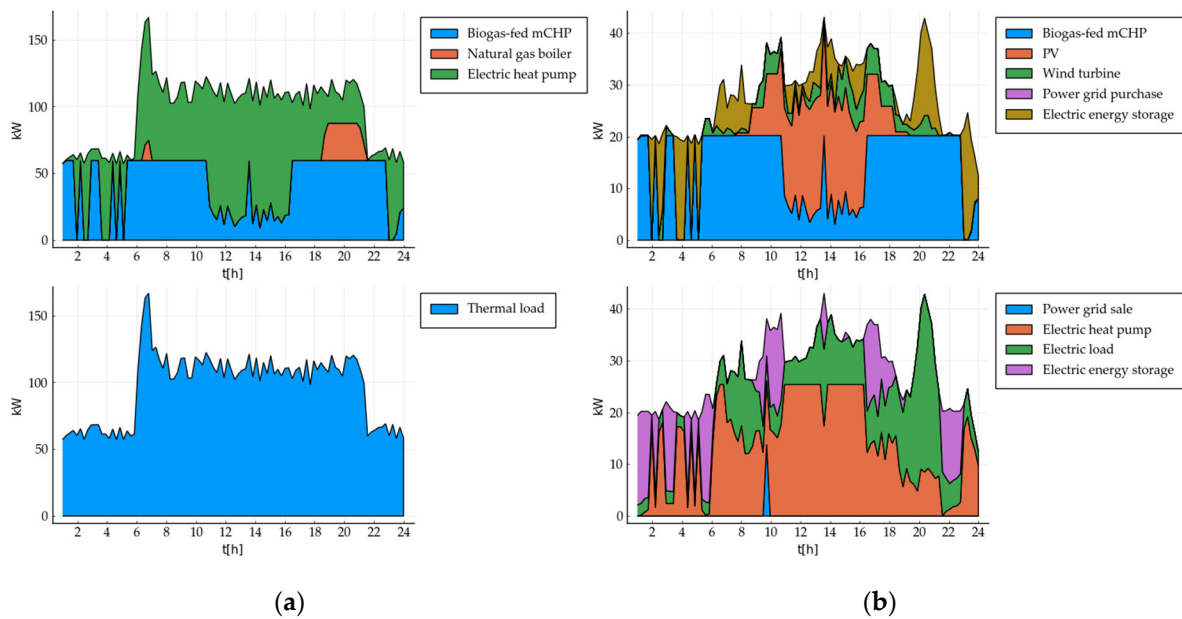 kW
150
100
50
0
2 4 6 8 10 12 14 16 18 20 22 24
t[h]
Biogas-fed mCHP
Natural gas boiler
Electric heat pump
kW
40
30
20
10
0
2 4 6 8 10 12 14 16 18 20 22 24
t[h]
Biogas-fed mCHP
PV
Wind turbine
Power grid purchase
Electric energy storage
kW
150
100
50
0
2 4 6 8 10 12 14 16 18 20 22 24
t[h]
Thermal load
kW
40
30
20
10
0
2 4 6 8 10 12 14 16 18 20 22 24
t[h]
Power grid sale
Electric heat pump
Electric load
Electric energy storage
(a)
(b)